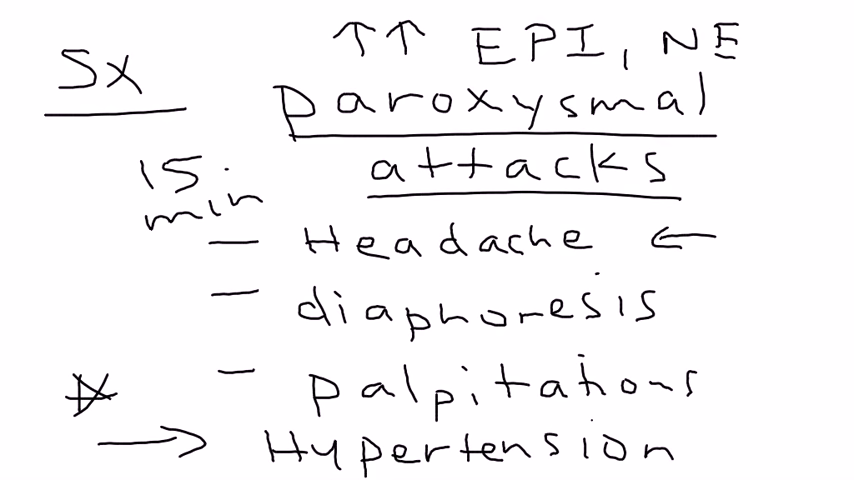 Sx
↑↑ EPI, NE
Paroxysmal
attacks
15 min
- Headache ←
- diaphoresis
- palpitations
→ Hypertension